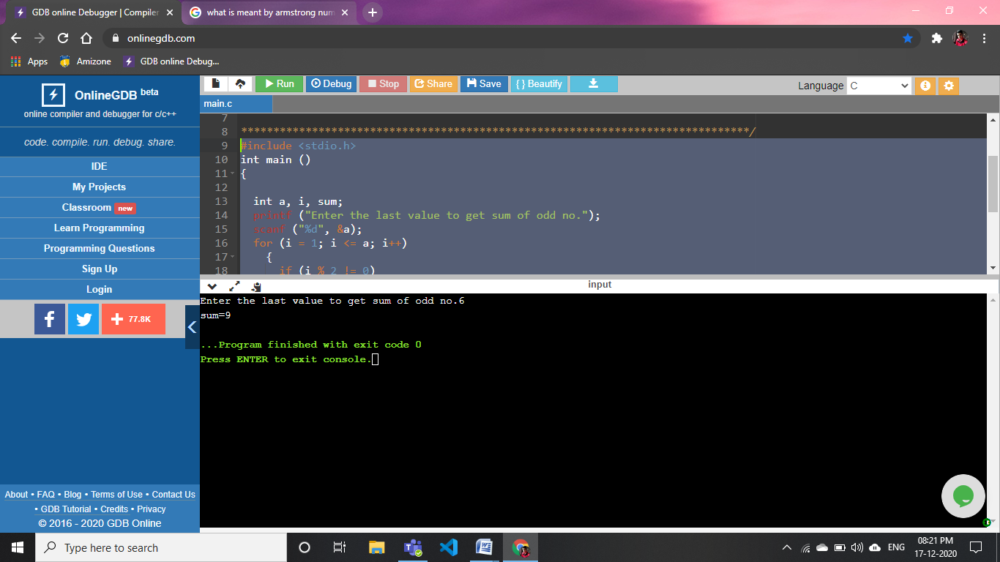 GDB online Debugger | Compiler
what is meant by armstrong num
onlinegdb.com
Apps
Amizone
GDB online Debug...
OnlineGDB beta
online compiler and debugger for c/c++
code. compile. run. debug. share.
IDE
My Projects
Classroom new
Learn Programming
Programming Questions
Sign Up
Login
77.8K
About • FAQ • Blog • Terms of Use • Contact Us
• GDB Tutorial • Credits • Privacy
© 2016 - 2020 GDB Online
Run Debug Stop Share Save { } Beautify
Language C
main.c
7
8 *******************************************************************************/
9 #include <stdio.h>
10 int main ()
11 {
12
13 int a, i, sum;
14 printf ("Enter the last value to get sum of odd no.");
15 scanf ("%d", &a);
16 for (i = 1; i <= a; i++)
17 {
18 if (i % 2 != 0)
input
Enter the last value to get sum of odd no.6
sum=9
...Program finished with exit code 0
Press ENTER to exit console.
Type here to search
ENG
08:21 PM
17-12-2020